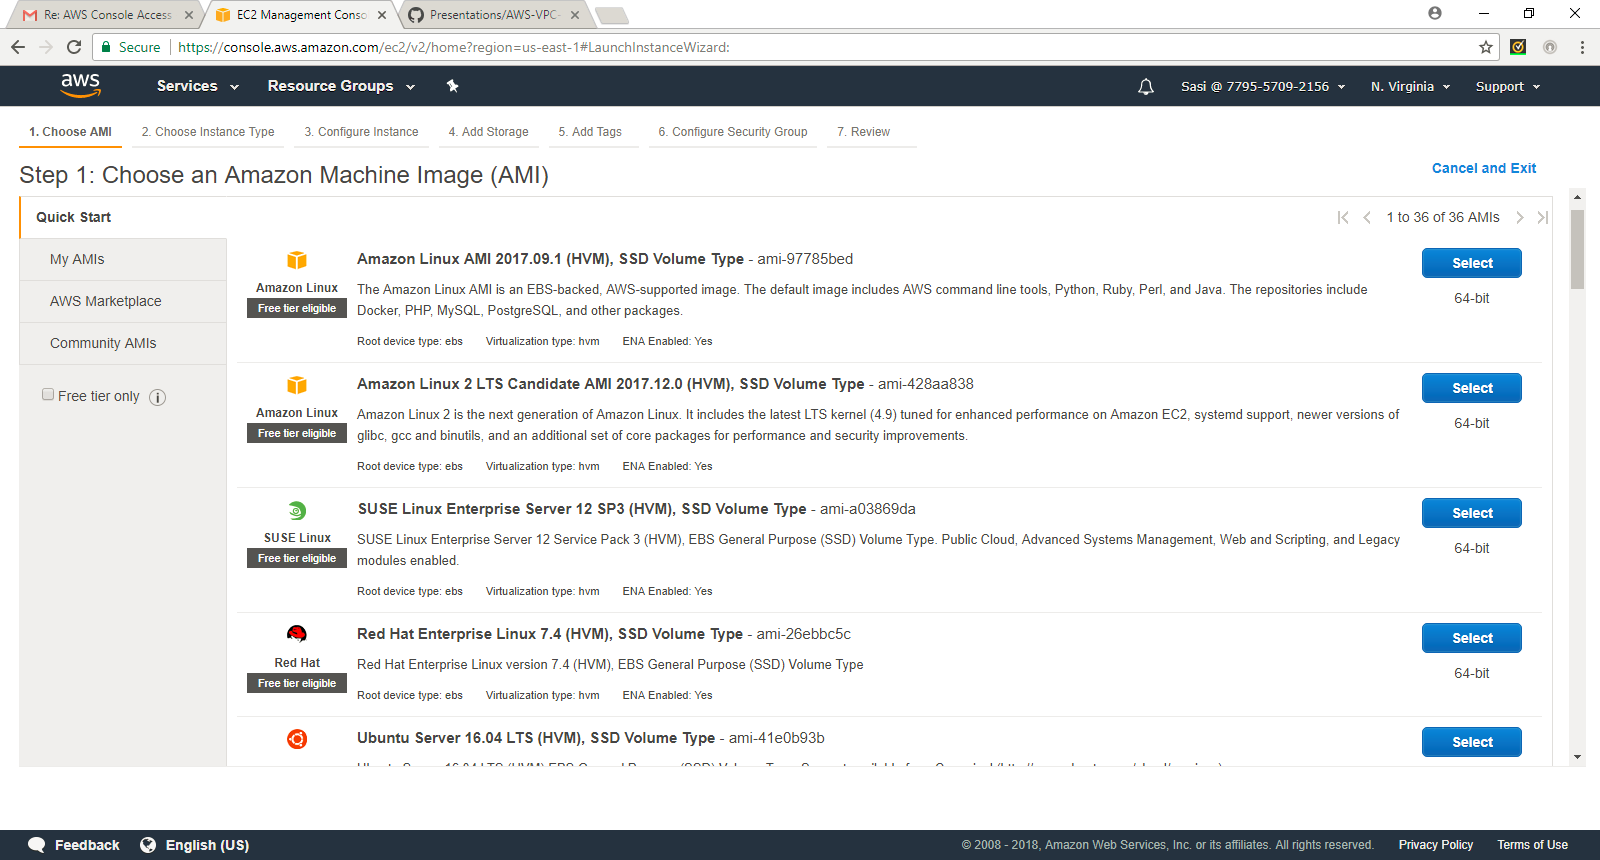 Re: AWS Console Access
EC2 Management Conso
Presentations/AWS-VPC-
Secure
https://console.aws.amazon.com/ec2/v2/home?region=us-east-1#LaunchInstanceWizard:
aws
Services
Resource Groups
Sasi @ 7795-5709-2156
N. Virginia
Support
1. Choose AMI
2. Choose Instance Type
3. Configure Instance
4. Add Storage
5. Add Tags
6. Configure Security Group
7. Review
Step 1: Choose an Amazon Machine Image (AMI)
Cancel and Exit
Quick Start
1 to 36 of 36 AMIs
My AMIs
AWS Marketplace
Community AMIs
Free tier only
Amazon Linux
Free tier eligible
Amazon Linux AMI 2017.09.1 (HVM), SSD Volume Type - ami-97785bed
The Amazon Linux AMI is an EBS-backed, AWS-supported image. The default image includes AWS command line tools, Python, Ruby, Perl, and Java. The repositories include
Docker, PHP, MySQL, PostgreSQL, and other packages.
Root device type: ebs Virtualization type: hvm ENA Enabled: Yes
Select
64-bit
Amazon Linux
Free tier eligible
Amazon Linux 2 LTS Candidate AMI 2017.12.0 (HVM), SSD Volume Type - ami-428aa838
Amazon Linux 2 is the next generation of Amazon Linux. It includes the latest LTS kernel (4.9) tuned for enhanced performance on Amazon EC2, systemd support, newer versions of
glibc, gcc and binutils, and an additional set of core packages for performance and security improvements.
Root device type: ebs Virtualization type: hvm ENA Enabled: Yes
Select
64-bit
SUSE Linux
Free tier eligible
SUSE Linux Enterprise Server 12 SP3 (HVM), SSD Volume Type - ami-a03869da
SUSE Linux Enterprise Server 12 Service Pack 3 (HVM), EBS General Purpose (SSD) Volume Type. Public Cloud, Advanced Systems Management, Web and Scripting, and Legacy
modules enabled.
Root device type: ebs Virtualization type: hvm ENA Enabled: Yes
Select
64-bit
Red Hat
Free tier eligible
Red Hat Enterprise Linux 7.4 (HVM), SSD Volume Type - ami-26ebbc5c
Red Hat Enterprise Linux version 7.4 (HVM), EBS General Purpose (SSD) Volume Type
Root device type: ebs Virtualization type: hvm ENA Enabled: Yes
Select
64-bit
Ubuntu Server 16.04 LTS (HVM), SSD Volume Type - ami-41e0b93b
Select
Feedback
English (US)
© 2008 - 2018, Amazon Web Services, Inc. or its affiliates. All rights reserved.
Privacy Policy
Terms of Use